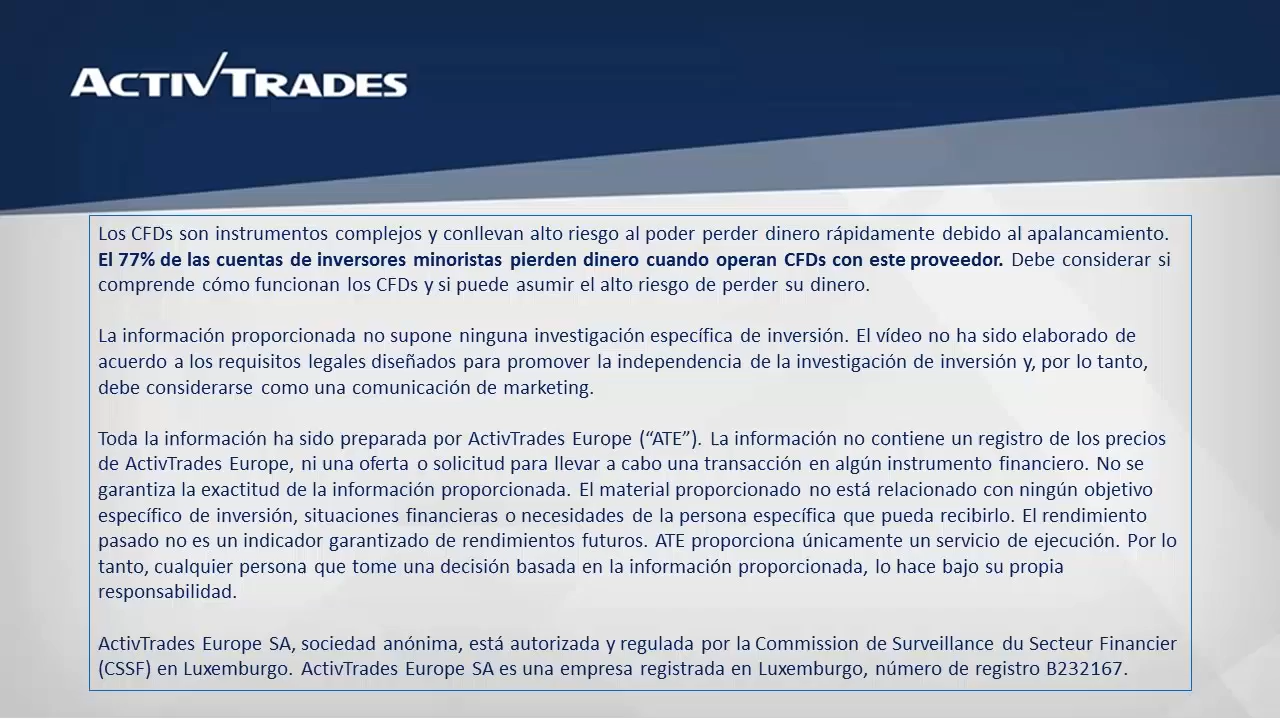 ACTIVTRADES
Los CFDs son instrumentos complejos y conllevan alto riesgo al poder perder dinero rápidamente debido al apalancamiento.
El 77% de las cuentas de inversores minoristas pierden dinero cuando operan CFDs con este proveedor. Debe considerar si
comprende cómo funcionan los CFDs y si puede asumir el alto riesgo de perder su dinero.
La información proporcionada no supone ninguna investigación específica de inversión. El vídeo no ha sido elaborado de
acuerdo a los requisitos legales diseñados para promover la independencia de la investigación de inversión y, por lo tanto,
debe considerarse como una comunicación de marketing.
Toda la información ha sido preparada por ActivTrades Europe (“ATE”). La información no contiene un registro de los precios
de ActivTrades Europe, ni una oferta o solicitud para llevar a cabo una transacción en algún instrumento financiero. No se
garantiza la exactitud de la información proporcionada. El material proporcionado no está relacionado con ningún objetivo
específico de inversión, situaciones financieras o necesidades de la persona específica que pueda recibirlo. El rendimiento
pasado no es un indicador garantizado de rendimientos futuros. ATE proporciona únicamente un servicio de ejecución. Por lo
tanto, cualquier persona que tome una decisión basada en la información proporcionada, lo hace bajo su propia
responsabilidad.
ActivTrades Europe SA, sociedad anónima, está autorizada y regulada por la Commission de Surveillance du Secteur Financier
(CSSF) en Luxemburgo. ActivTrades Europe SA es una empresa registrada en Luxemburgo, número de registro B232167.